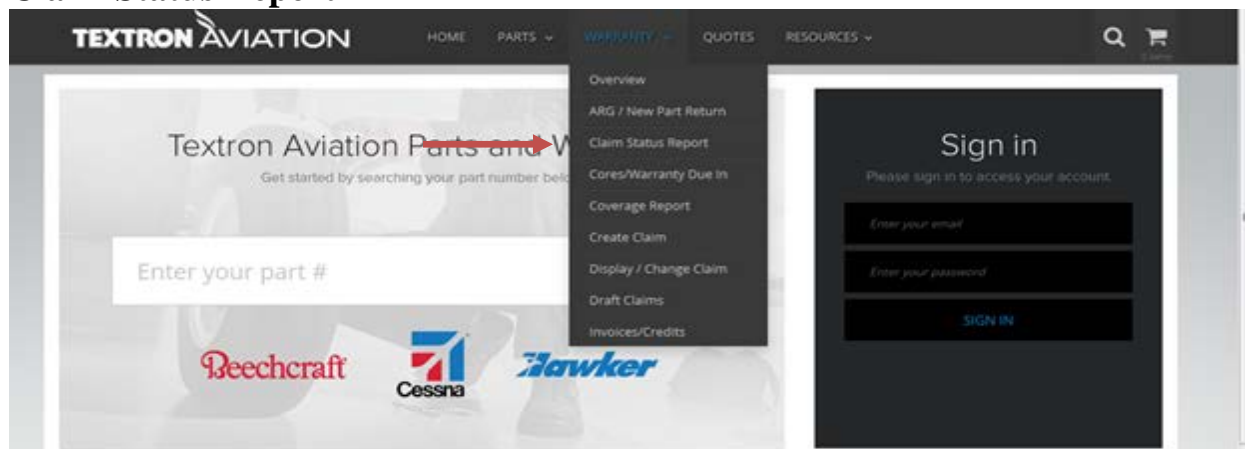 TEXTRON AVIATION
HOME PARTS WARRANTY QUOTES RESOURCES
Overview
ARG / New Part Return
Claim Status Report
Cores/Warranty Due In
Coverage Report
Create Claim
Display / Change Claim
Draft Claims
Invoices/Credits
Textron Aviation Parts and W
Get started by searching your part number belo
Enter your part #
Beechcraft
Cessna
Hawker
Sign in
Please sign in to access your account.
Enter your email
Enter your password
SIGN IN